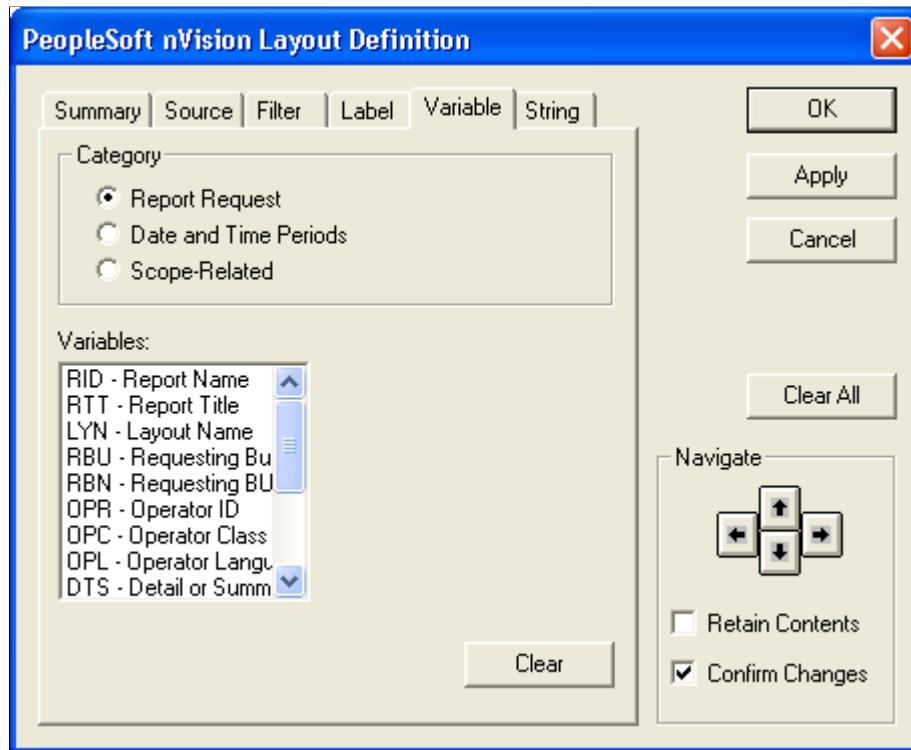 PeopleSoft nVision Layout Definition
Summary Source Filter Label Variable String
Category
Report Request
Date and Time Periods
Scope-Related
Variables:
RID - Report Name
RTT - Report Title
LYN - Layout Name
RBU - Requesting Bu
RBN - Requesting BU
OPR - Operator ID
OPC - Operator Class
OPL - Operator Langu
DTS - Detail or Summ
Clear
OK
Apply
Cancel
Clear All
Navigate
Retain Contents
Confirm Changes